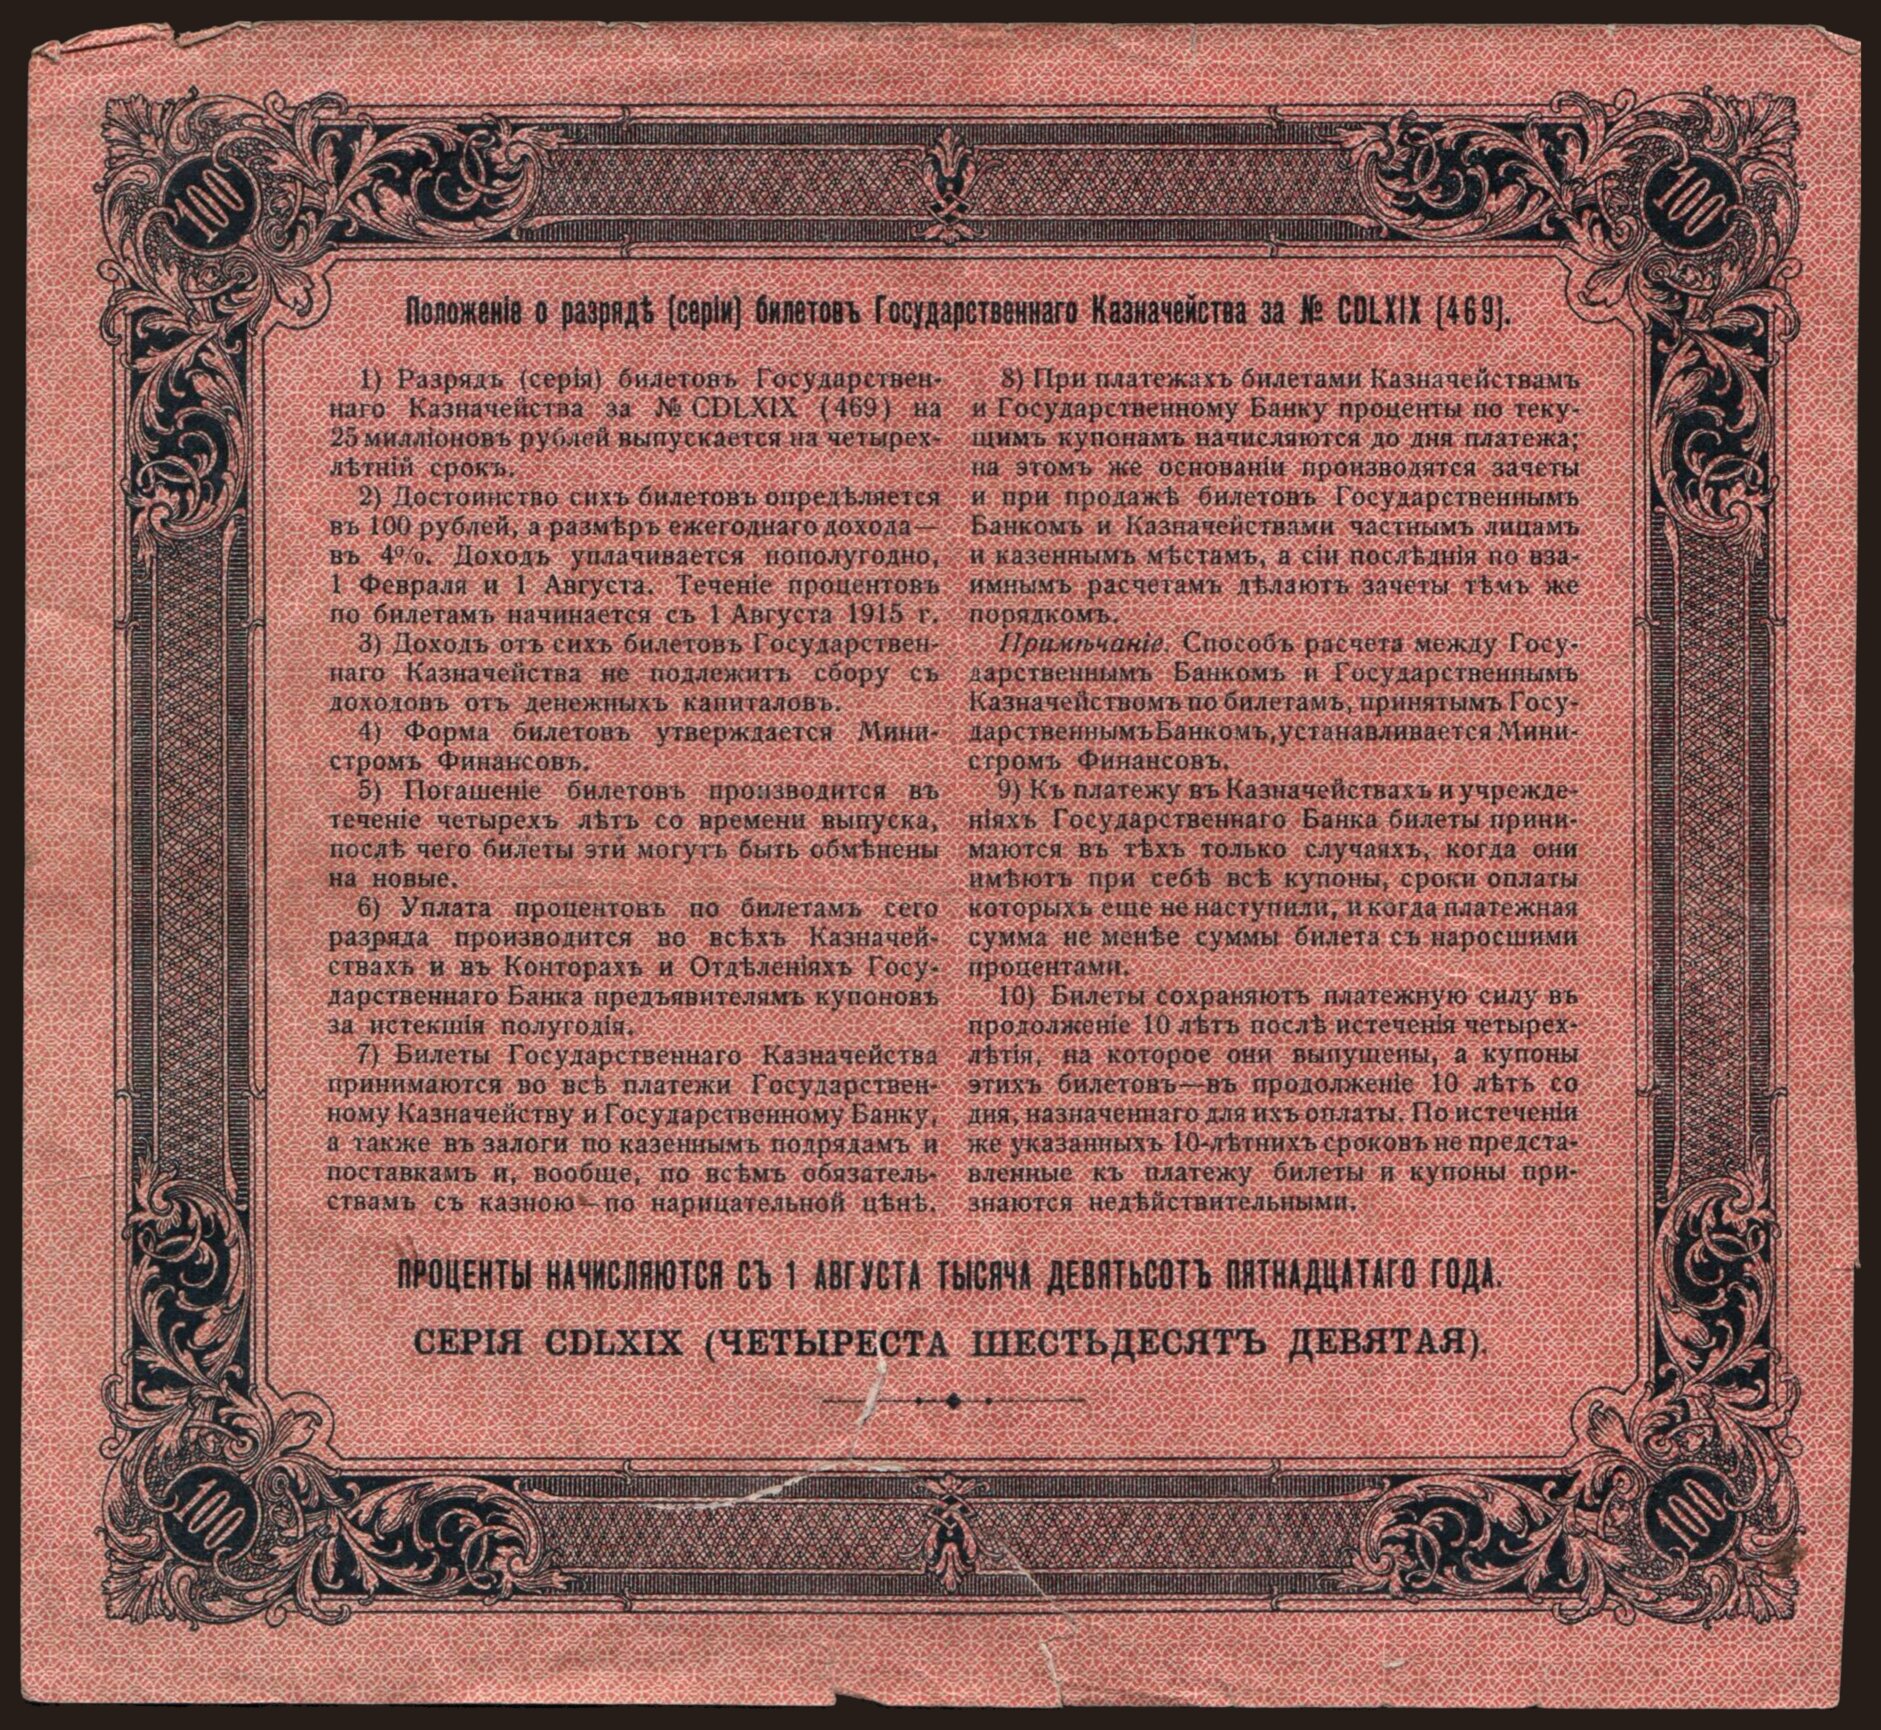 100
100
Положеніе о разрядѣ (серіи) билетовъ Государственнаго Казначейства за № CDLXIX (469).
1) Разрядъ (серія) билетовъ Государствен-
наго Казначейства за № CDLXIX (469) на
25 милліоновъ рублей выпускается на четырех-
лѣтній срокъ.
2) Достоинство сихъ билетовъ опредѣляется
въ 100 рублей, а размѣръ ежегоднаго дохода—
въ 4%. Доходъ уплачивается пополугодно,
1 Февраля и 1 Августа. Теченіе процентовъ
по билетамъ начинается съ 1 Августа 1915 г.
3) Доходъ отъ сихъ билетовъ Государствен-
наго Казначейства не подлежитъ сбору съ
доходовъ отъ денежныхъ капиталовъ.
4) Форма билетовъ утверждается Мини-
стромъ Финансовъ.
5) Погашеніе билетовъ производится въ
теченіе четырехъ лѣтъ со времени выпуска,
послѣ чего билеты эти могутъ быть обмѣнены
на новые.
6) Уплата процентовъ по билетамъ сего
разряда производится во всѣхъ Казначей-
ствахъ и въ Конторахъ и Отдѣленіяхъ Госу-
дарственнаго Банка предъявителямъ купоновъ
за истекшія полугодія.
7) Билеты Государственнаго Казначейства
принимаются во всѣ платежи Государствен-
ному Казначейству и Государственному Банку,
а также въ залоги по казеннымъ подрядамъ и
поставкамъ и, вообще, по всѣмъ обязатель-
ствамъ съ казною—по нарицательной цѣнѣ.
8) При платежахъ билетами Казначействамъ
и Государственному Банку проценты по теку-
щимъ купонамъ начисляются до дня платежа;
на этомъ же основаніи производятся зачеты
и при продажѣ билетовъ Государственнымъ
Банкомъ и Казначействами частнымъ лицамъ
и казеннымъ мѣстамъ, а сіи послѣднія по вза-
имнымъ расчетамъ дѣлаютъ зачеты тѣмъ же
порядкомъ.
Примѣчаніе. Способъ расчета между Госу-
дарственнымъ Банкомъ и Государственнымъ
Казначействомъ по билетамъ, принятымъ Госу-
дарственнымъ Банкомъ, устанавливается Мини-
стромъ Финансовъ.
9) Къ платежу въ Казначействахъ и учрежде-
ніяхъ Государственнаго Банка билеты прини-
маются въ тѣхъ только случаяхъ, когда они
имѣютъ при себѣ всѣ купоны, сроки оплаты
которыхъ еще не наступили, и когда платежная
сумма не менѣе суммы билета съ наросшими
процентами.
10) Билеты сохраняютъ платежную силу въ
продолженіе 10 лѣтъ послѣ истеченія четырех-
лѣтія, на которое они выпущены, а купоны
этихъ билетовъ—въ продолженіе 10 лѣтъ со
дня, назначеннаго для ихъ оплаты. По истеченіи
же указанныхъ 10-лѣтнихъ сроковъ не предста-
вленные къ платежу билеты и купоны при-
знаются недѣйствительными.
ПРОЦЕНТЫ НАЧИСЛЯЮТСЯ СЪ 1 АВГУСТА ТЫСЯЧА ДЕВЯТЬСОТЪ ПЯТНАДЦАТАГО ГОДА.
СЕРІЯ CDLXIX (ЧЕТЫРЕСТА ШЕСТЬДЕСЯТЪ ДЕВЯТАЯ).
100
100